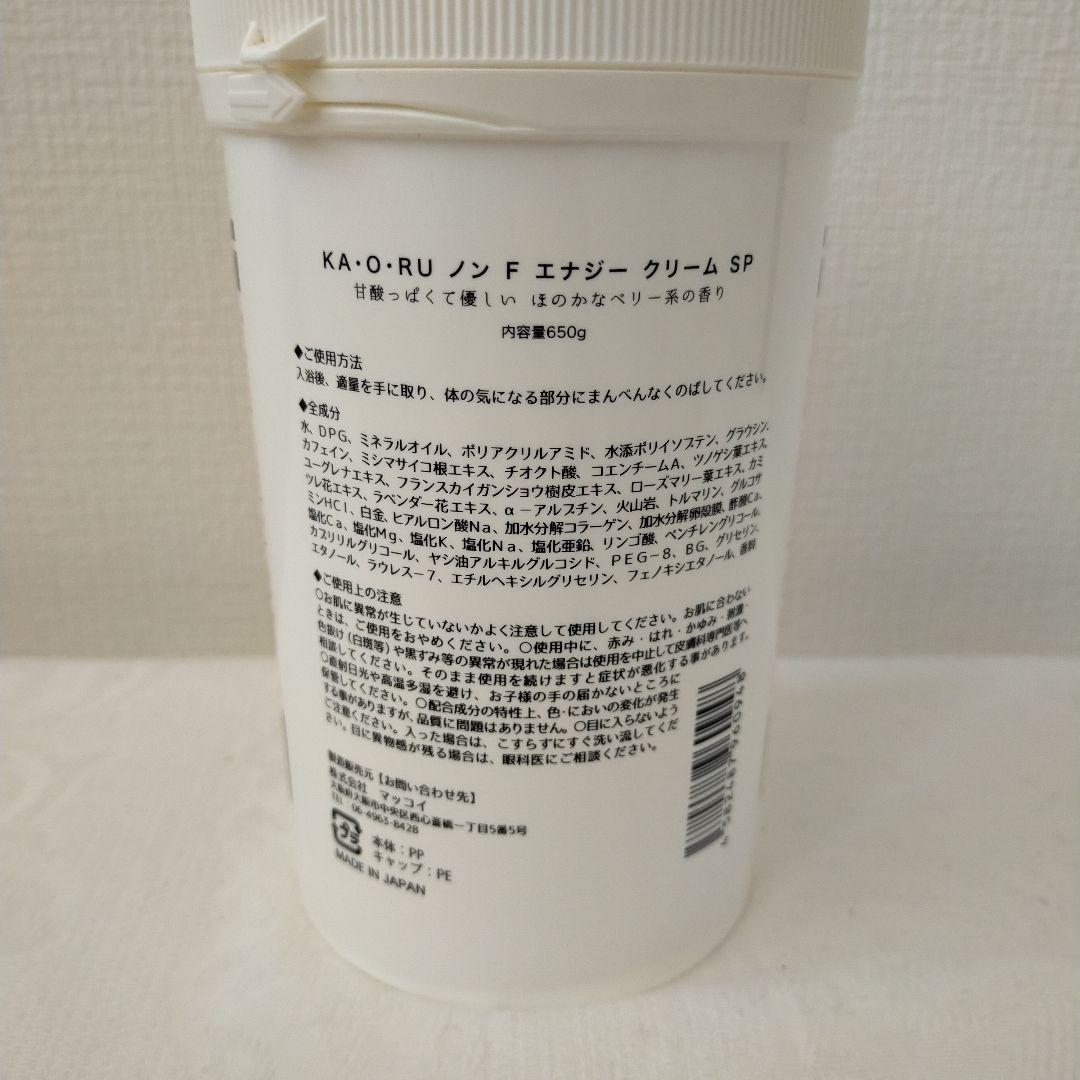 KA・O・RU ノン F エナジー クリーム SP
甘酸っぱくて優しい ほのかなベリー系の香り
内容量650g
◆ご使用方法
入浴後、適量を手に取り、体の気になる部分にまんべんなくのばしてください。
◆全成分
水、DPG、ミネラルオイル、ポリアクリルアミド、水添ポリイソブテン、グラウシン、
カフェイン、ミシマサイコ根エキス、チオクト酸、コエンチームA、ツノゲシ葉エキス、
ユーグレナエキス、フランスカイガンショウ樹皮エキス、ローズマリー葉エキス、カミ
ツレ花エキス、ラベンダー花エキス、α－アルブチン、火山岩、トルマリン、グルコサ
ミンHCl、白金、ヒアルロン酸Na、加水分解コラーゲン、加水分解卵殻膜、酢酸Ca、
塩化Ca、塩化Mg、塩化K、塩化Na、塩化亜鉛、リンゴ酸、ペンチレングリコール、
カプリリルグリコール、ヤシ油アルキルグルコシド、PEG－8、BG、グリセリン、
エタノール、ラウレス－7、エチルヘキシルグリセリン、フェノキシエタノール、香料
◆ご使用上の注意
○お肌に異常が生じていないかよく注意して使用してください。お肌に合わない
ときは、ご使用をおやめください。○使用中に、赤み・はれ・かゆみ・刺激・
色抜け(白斑等)や黒ずみ等の異常が現れた場合は使用を中止して皮膚科専門医等へ
相談してください。そのまま使用を続けますと症状が悪化する事があります。
○直射日光や高温多湿を避け、お子様の手の届かないところに
保管してください。○配合成分の特性上、色・においの変化が発生
する事がありますが、品質に問題はありません。○目に入らないよう
ご注意ください。入った場合は、こすらずにすぐ洗い流してくだ
さい。目に異物感が残る場合は、眼科医にご相談ください。
製造販売元【お問い合わせ先】
株式会社 マッコイ
大阪府大阪市中央区西心斎橋一丁目5番5号
TEL 06-4963-8428
プラ
本体：PP
キャップ：PE
MADE IN JAPAN